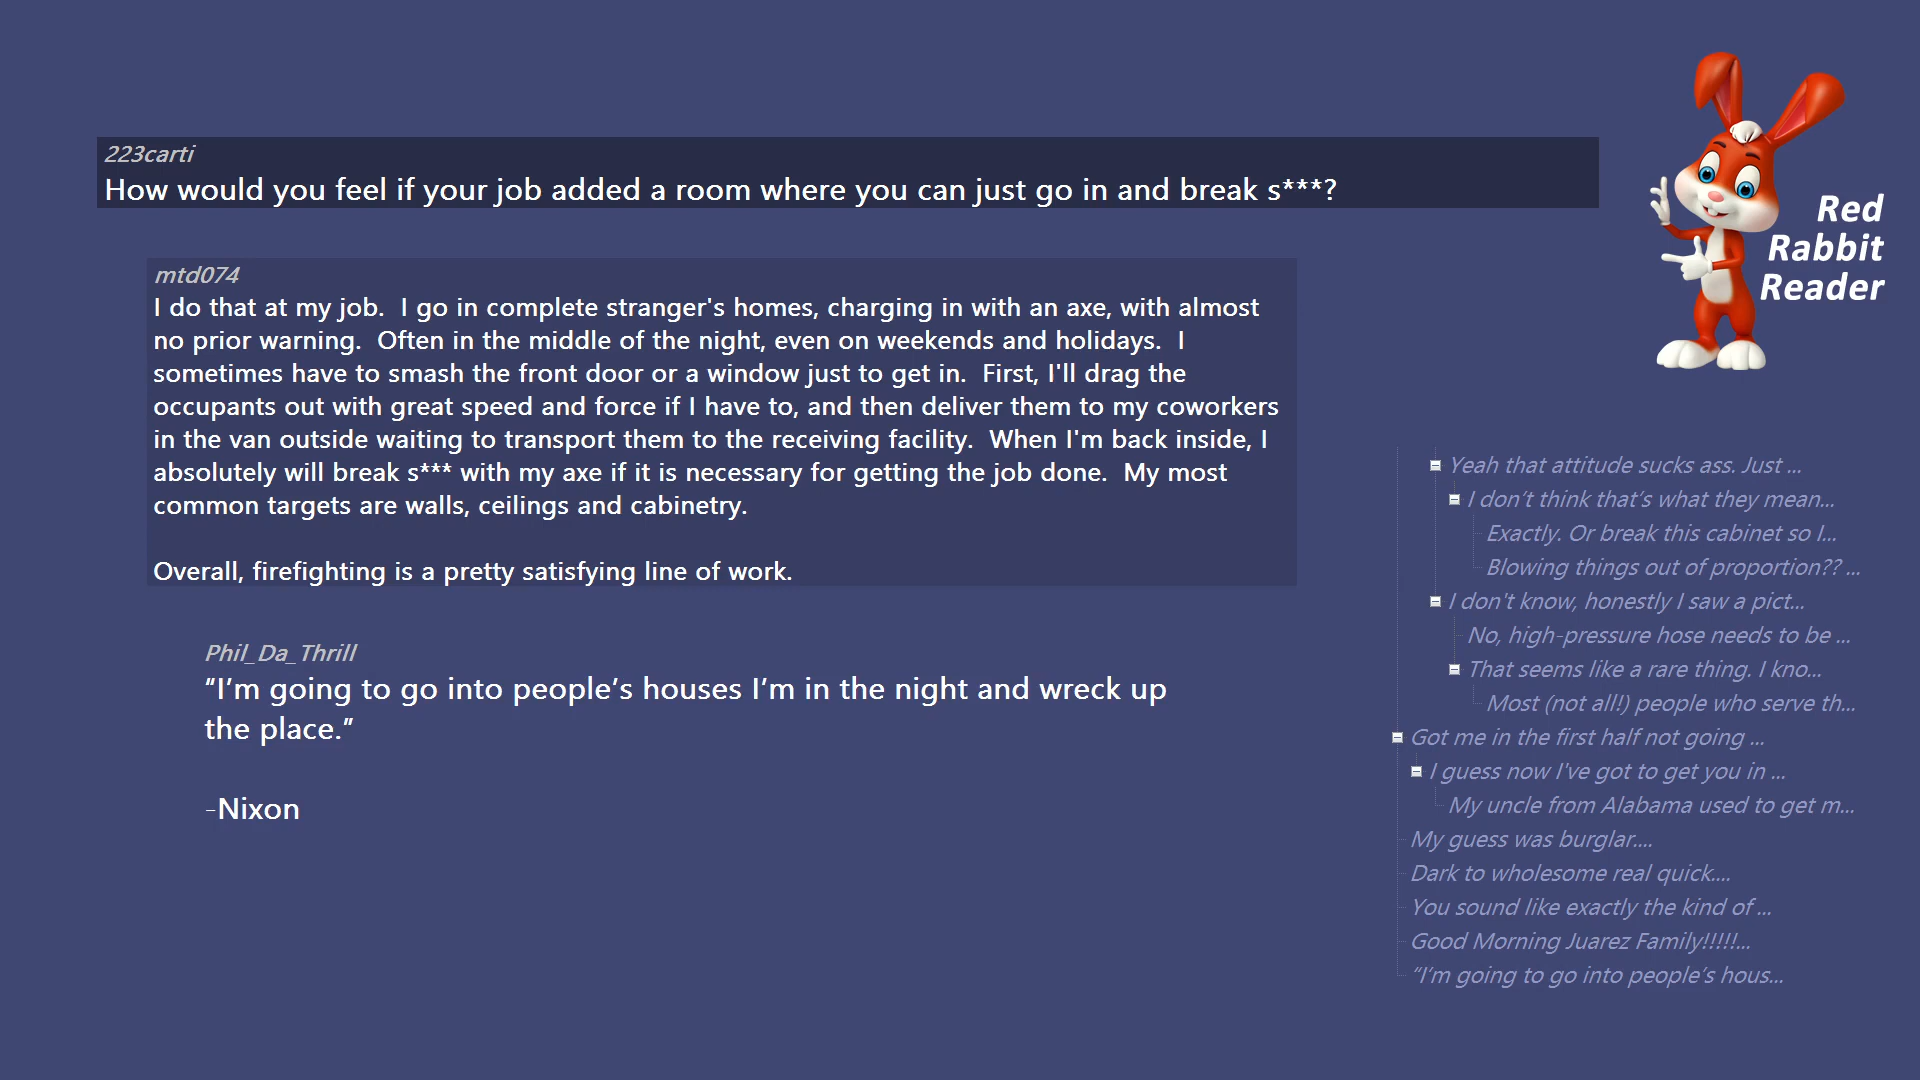 223carti
How would you feel if your job added a room where you can just go in and break s***?
mtd074
I do that at my job.  I go in complete stranger's homes, charging in with an axe, with almost
no prior warning.  Often in the middle of the night, even on weekends and holidays.  I
sometimes have to smash the front door or a window just to get in.  First, I'll drag the
occupants out with great speed and force if I have to, and then deliver them to my coworkers
in the van outside waiting to transport them to the receiving facility.  When I'm back inside, I
absolutely will break s*** with my axe if it is necessary for getting the job done.  My most
common targets are walls, ceilings and cabinetry.
Overall, firefighting is a pretty satisfying line of work.
Phil_Da_Thrill
“I’m going to go into people’s houses I’m in the night and wreck up
the place.”
-Nixon
Red
Rabbit
Reader
Yeah that attitude sucks ass. Just ...
I don’t think that’s what they mean...
Exactly. Or break this cabinet so I...
Blowing things out of proportion?? ...
I don't know, honestly I saw a pict...
No, high-pressure hose needs to be ...
That seems like a rare thing. I kno...
Most (not all!) people who serve th...
Got me in the first half not going ...
I guess now I've got to get you in ...
My uncle from Alabama used to get m...
My guess was burglar....
Dark to wholesome real quick....
You sound like exactly the kind of ...
Good Morning Juarez Family!!!!!...
“I’m going to go into people’s hous...